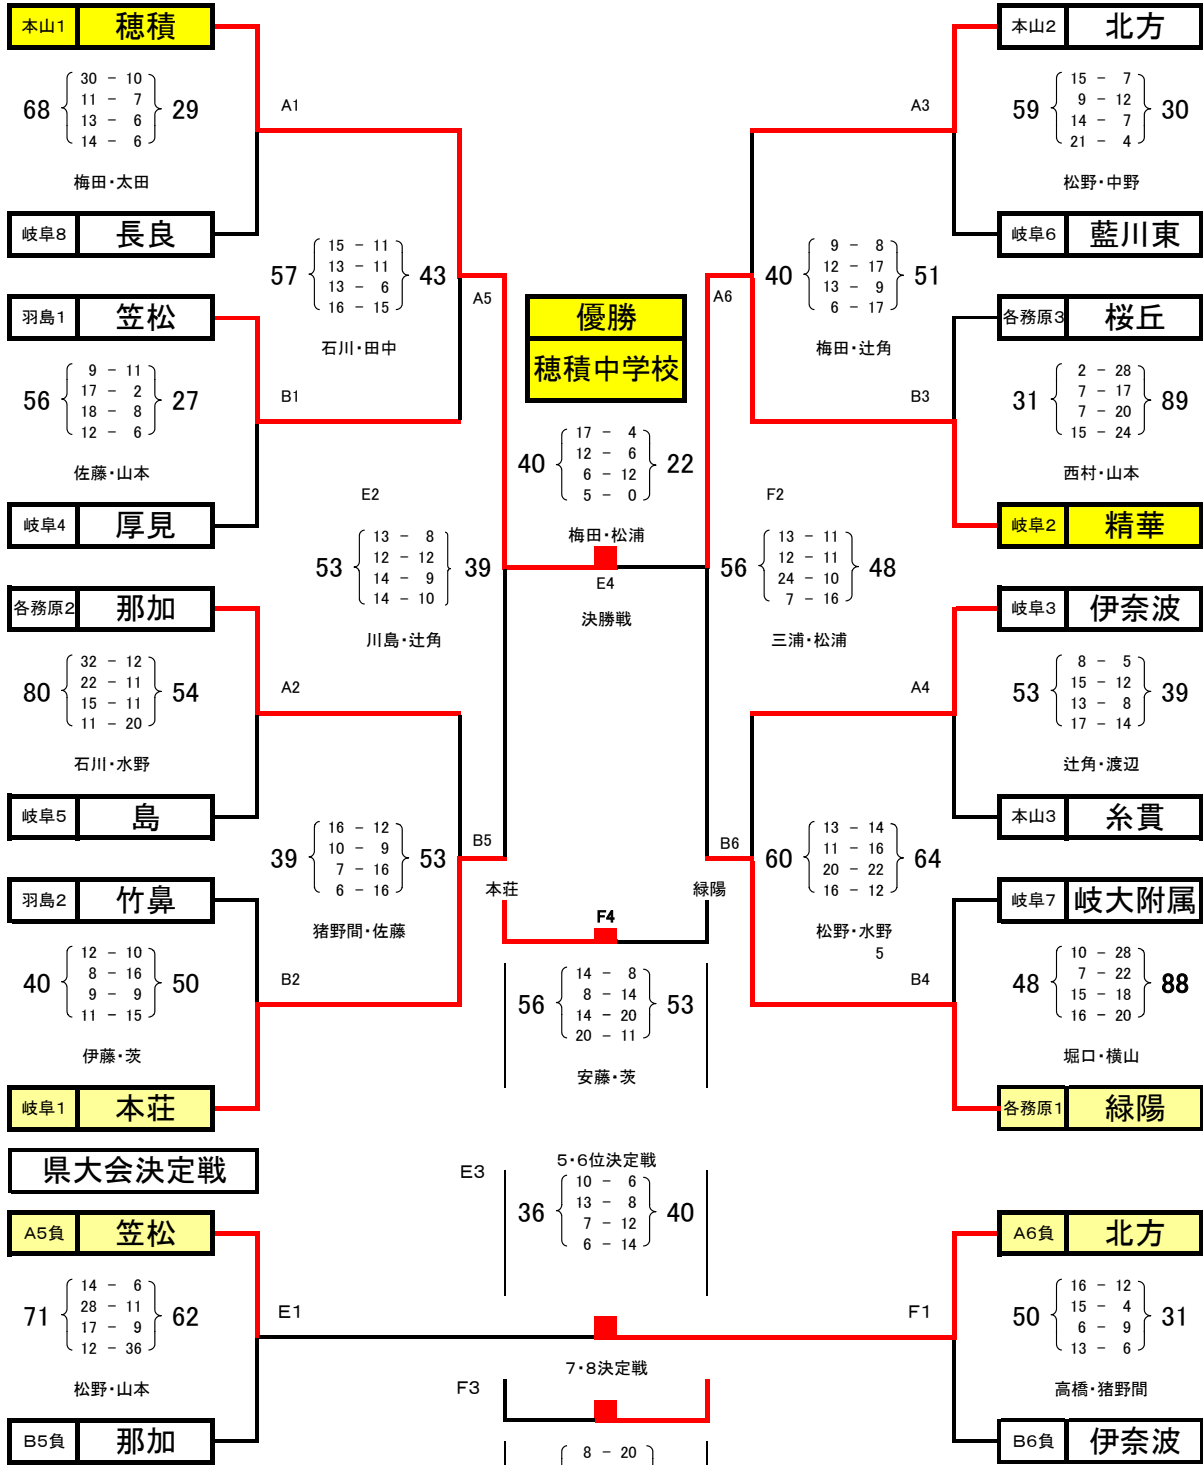 本山1 穂積
68 29
30 - 10
11 - 7
13 - 6
14 - 6
梅田・太田
岐阜8 長良
A1
羽島1 笠松
56 27
9 - 11
17 - 2
18 - 8
12 - 6
佐藤・山本
岐阜4 厚見
B1
57 43
15 - 11
13 - 11
13 - 6
16 - 15
石川・田中
A5
各務原2 那加
80 54
32 - 12
22 - 11
15 - 11
11 - 20
石川・水野
岐阜5 島
A2
羽島2 竹鼻
40 50
12 - 10
8 - 16
9 - 9
11 - 15
伊藤・茨
岐阜1 本荘
B2
39 53
16 - 12
10 - 9
7 - 16
6 - 16
猪野間・佐藤
B5
E2
53 39
13 - 8
12 - 12
14 - 9
14 - 10
川島・辻角
優勝
穂積中学校
40 22
17 - 4
12 - 6
6 - 12
5 - 0
梅田・松浦
E4
決勝戦
本荘 緑陽
F4
56 53
14 - 8
8 - 14
14 - 20
20 - 11
安藤・茨
本山2 北方
59 30
15 - 7
9 - 12
14 - 7
21 - 4
松野・中野
岐阜6 藍川東
A3
各務原3 桜丘
31 89
2 - 28
7 - 17
7 - 20
15 - 24
西村・山本
岐阜2 精華
B3
40 51
9 - 8
12 - 17
13 - 9
6 - 17
梅田・辻角
A6
F2
56 48
13 - 11
12 - 11
24 - 10
7 - 16
三浦・松浦
岐阜3 伊奈波
53 39
8 - 5
15 - 12
13 - 8
17 - 14
辻角・渡辺
本山3 糸貫
A4
岐阜7 岐大附属
48 88
10 - 28
7 - 22
15 - 18
16 - 20
堀口・横山
各務原1 緑陽
B4
60 64
13 - 14
11 - 16
20 - 22
16 - 12
松野・水野
5
B6
県大会決定戦
A5負 笠松
71 62
14 - 6
28 - 11
17 - 9
12 - 36
松野・山本
B5負 那加
E1
E3
5・6位決定戦
36 40
10 - 6
13 - 8
7 - 12
6 - 14
A6負 北方
50 31
16 - 12
15 - 4
6 - 9
13 - 6
高橋・猪野間
B6負 伊奈波
F1
7・8決定戦
F3
8 - 20